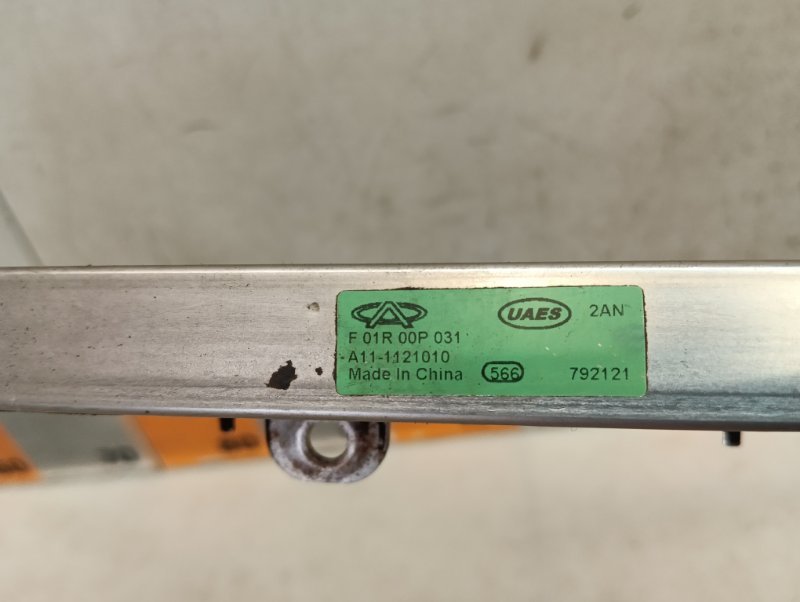 UAES 2AN
F 01R 00P 031
A11-1121010
Made In China 566 792121